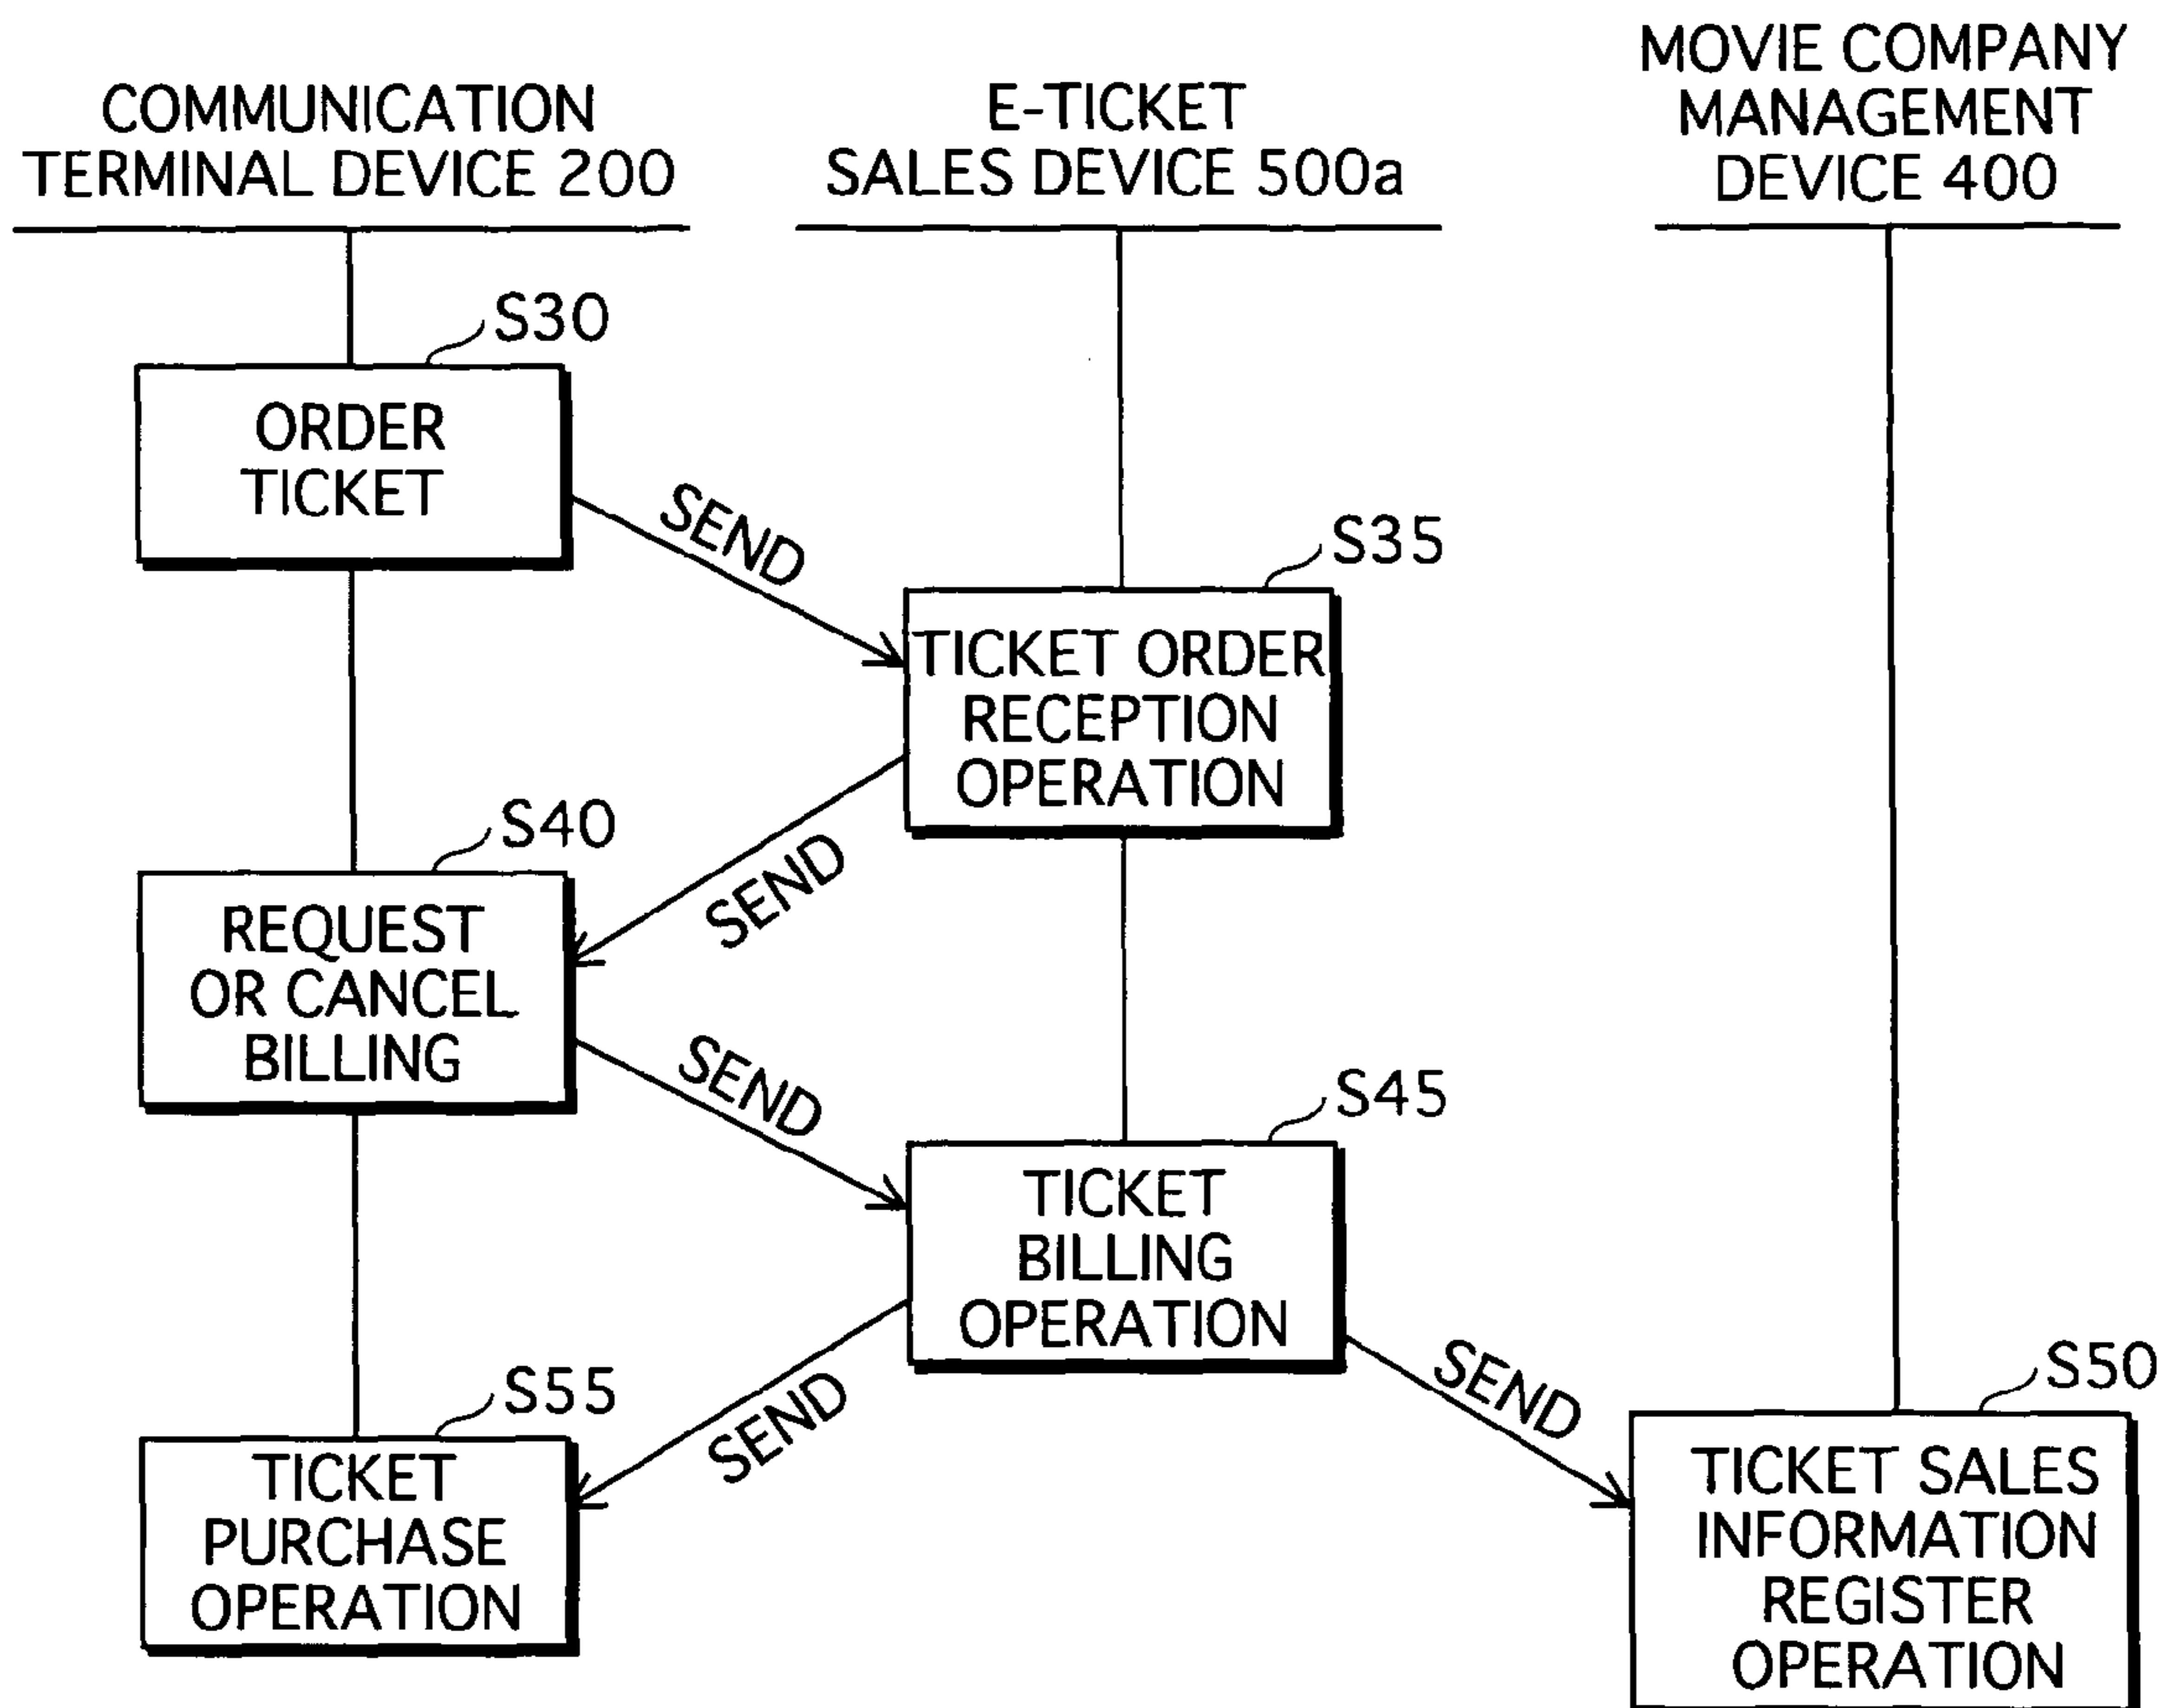 COMMUNICATION
TERMINAL DEVICE 200
E-TICKET
SALES DEVICE 500a
MOVIE COMPANY
MANAGEMENT
DEVICE 400
S30
ORDER
TICKET
SEND
S35
TICKET ORDER
RECEPTION
OPERATION
SEND
S40
REQUEST
OR CANCEL
BILLING
SEND
S45
TICKET
BILLING
OPERATION
SEND
SEND
S50
TICKET SALES
INFORMATION
REGISTER
OPERATION
S55
TICKET
PURCHASE
OPERATION